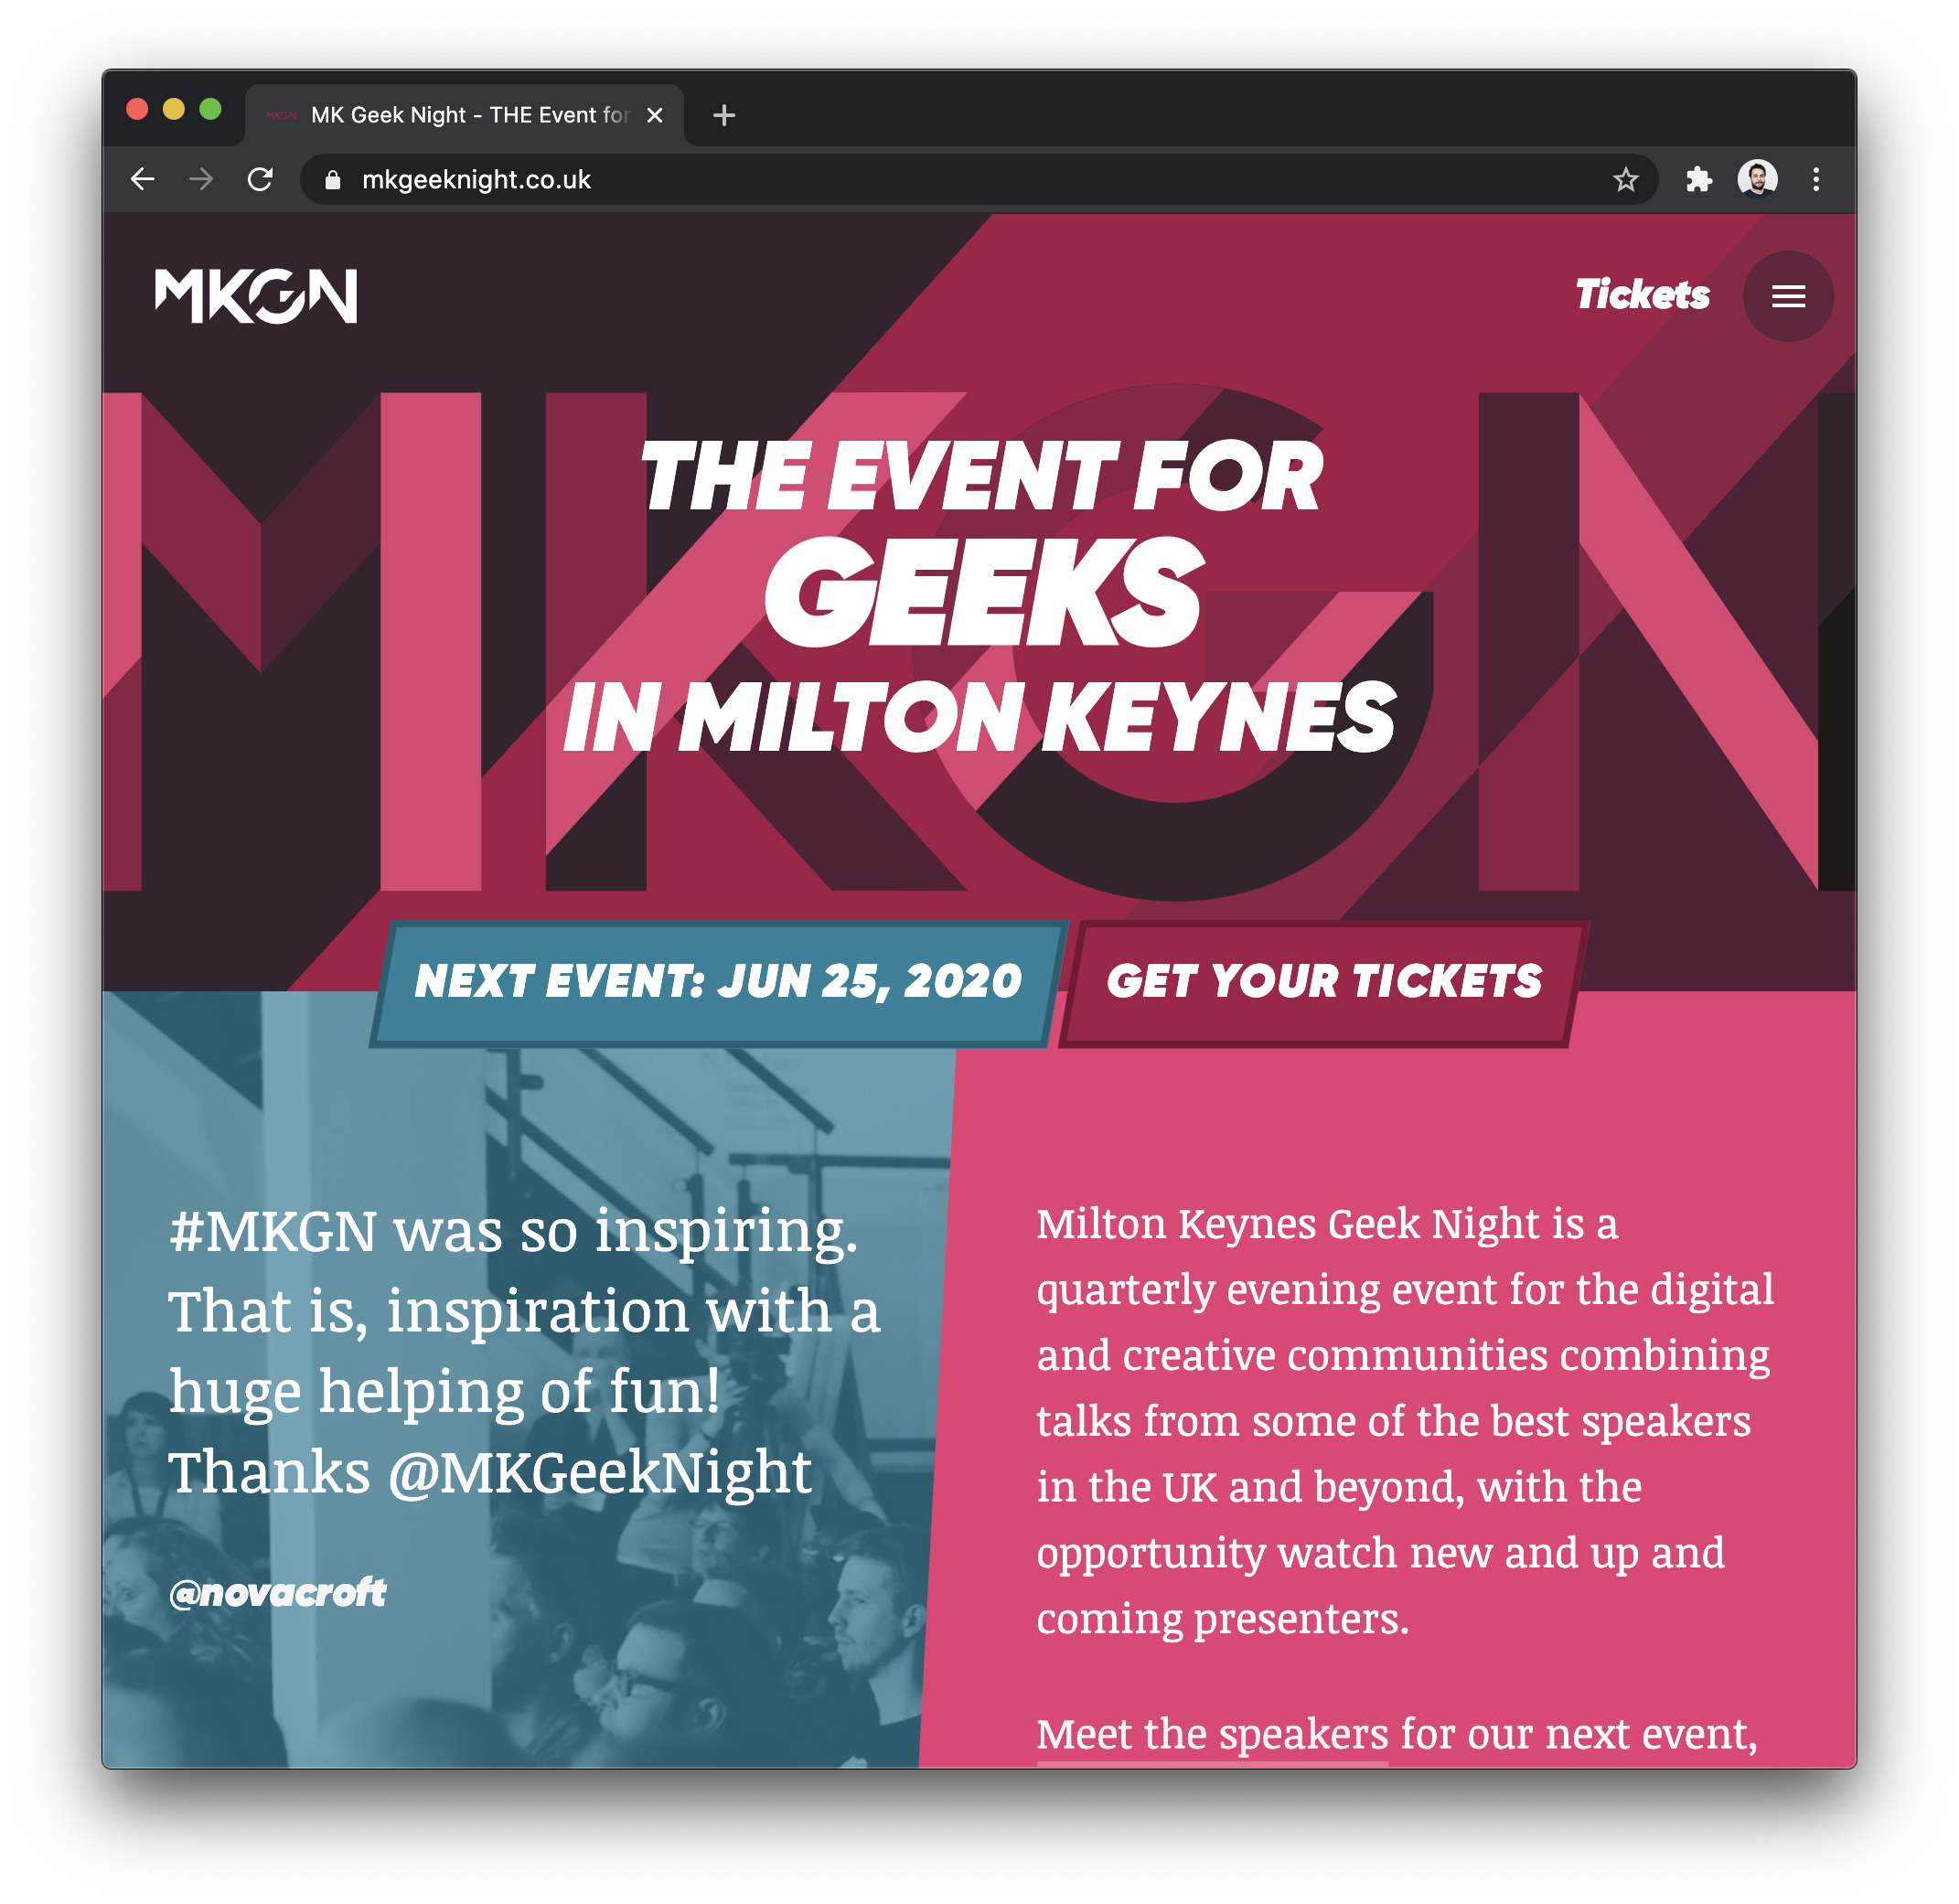 MK Geek Night - THE Event for
mkgeeknight.co.uk
MKGN
Tickets
MKGN
THE EVENT FOR
GEEKS
IN MILTON KEYNES
NEXT EVENT: JUN 25, 2020
GET YOUR TICKETS
#MKGN was so inspiring.
That is, inspiration with a
huge helping of fun!
Thanks @MKGeekNight
@novacroft
Milton Keynes Geek Night is a
quarterly evening event for the digital
and creative communities combining
talks from some of the best speakers
in the UK and beyond, with the
opportunity watch new and up and
coming presenters.
Meet the speakers for our next event,